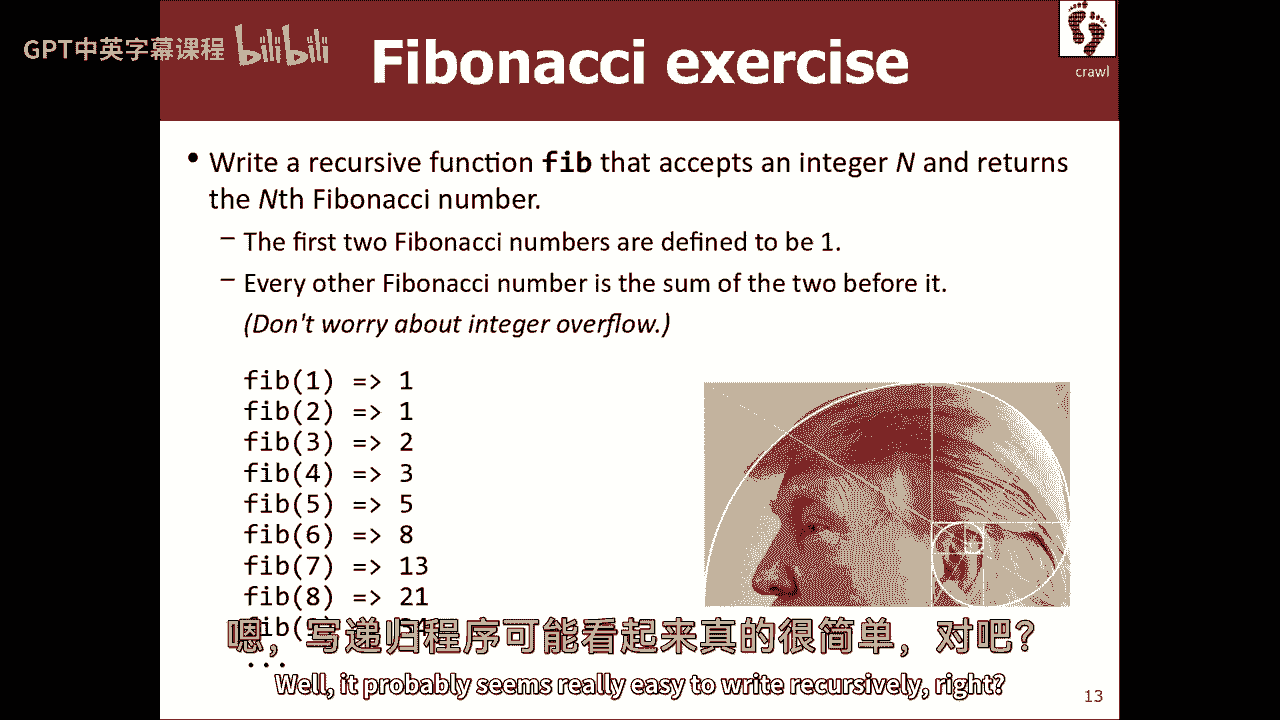 GPT中英字幕课程 bilibili
Fibonacci exercise
crawl
• Write a recursive function fib that accepts an integer N and returns
the Nth Fibonacci number.
– The first two Fibonacci numbers are defined to be 1.
– Every other Fibonacci number is the sum of the two before it.
(Don't worry about integer overflow.)
fib(1) => 1
fib(2) => 1
fib(3) => 2
fib(4) => 3
fib(5) => 5
fib(6) => 8
fib(7) => 13
fib(8) => 21
嗯，写递归程序可能看起来真的很简单，对吧？
...
Well, it probably seems really easy to write recursively, right?
13